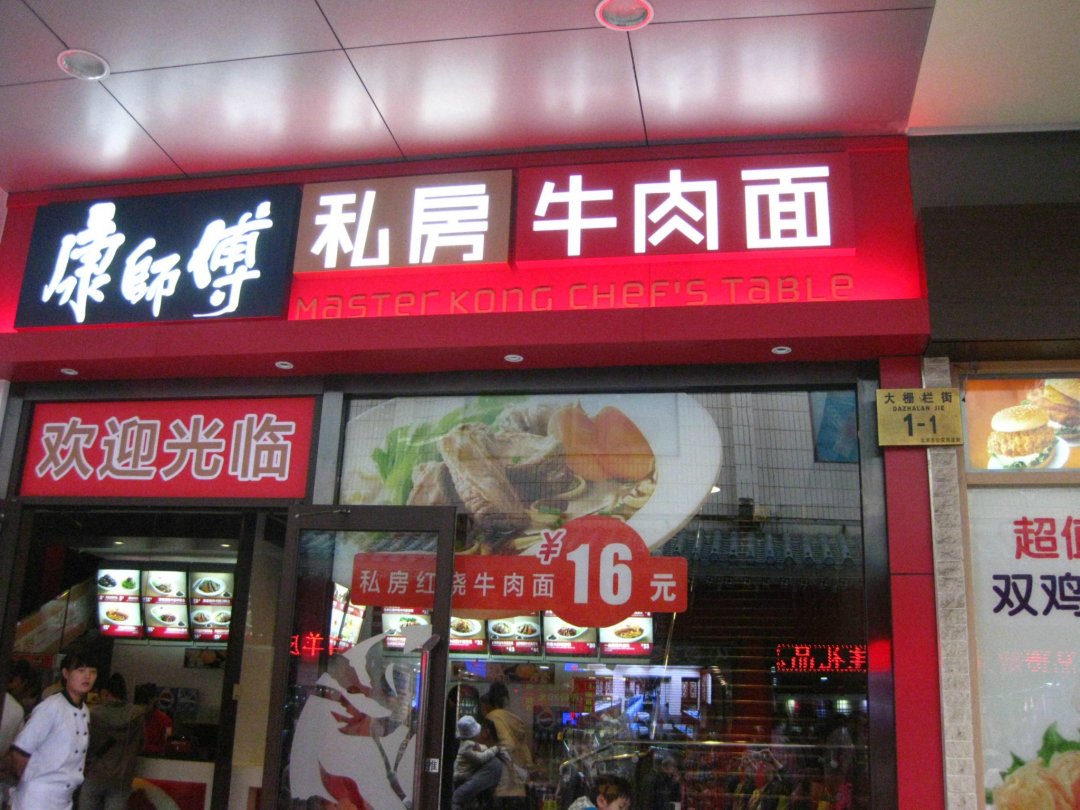 康師傅 私房 牛肉面
Master Kong Chef's Table
欢迎光临
大栅栏街
DAZHALAN JIE
1-1
¥16元
私房红烧牛肉面
超值
双鸡
推